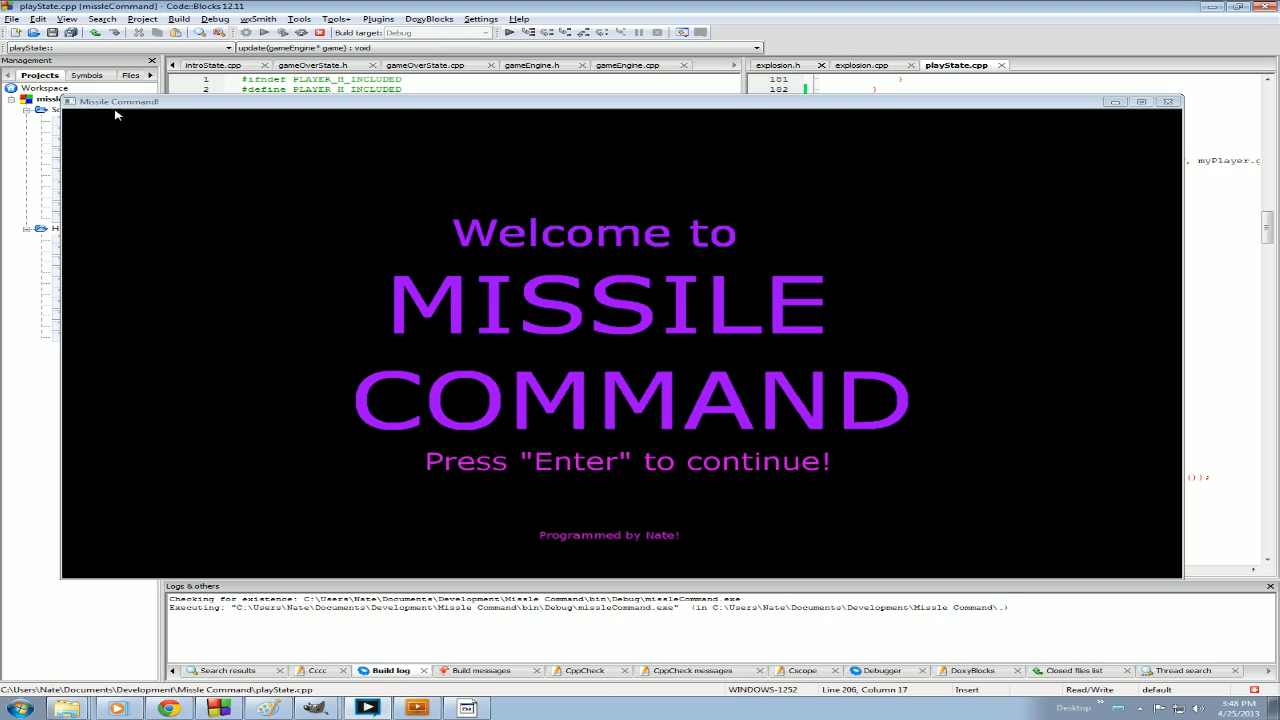 playState.cpp [missleCommand] - Code::Blocks 12.11
File Edit View Search Project Build Debug wxSmith Tools Tools+ Plugins DoxyBlocks Settings Help
Build target: Debug
playState:: update(gameEngine* game) : void
Management
introState.cpp gameOverState.h gameOverState.cpp gameEngine.h gameEngine.cpp explosion.h explosion.cpp playState.cpp
Projects Symbols Files
1 #ifndef PLAYER_H_INCLUDED
2 #define PLAYER_H_INCLUDED
181 }
182 }
Workspace
Missile Command!
, myPlayer.g
Welcome to
MISSILE
COMMAND
Press "Enter" to continue!
());
Programmed by Nate!
Logs & others
Checking for existence: C:\Users\Nate\Documents\Development\Missle Command\bin\Debug\missleCommand.exe
Executing: "C:\Users\Nate\Documents\Development\Missle Command\bin\Debug\missleCommand.exe" (in C:\Users\Nate\Documents\Development\Missle Command\.)
Search results Cccc Build log Build messages CppCheck CppCheck messages Cscope Debugger DoxyBlocks Closed files list Thread search
C:\Users\Nate\Documents\Development\Missle Command\playState.cpp WINDOWS-1252 Line 206, Column 17 Insert Read/Write default
Desktop 3:48 PM
4/25/2013